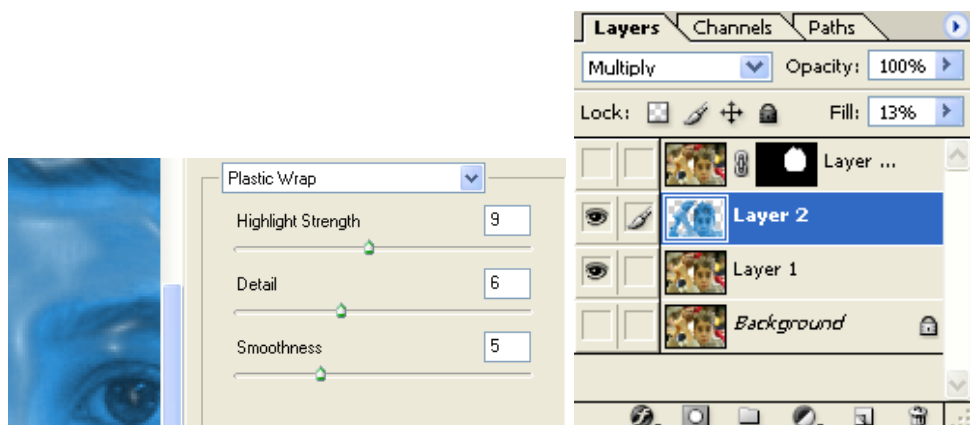 Plastic Wrap
Highlight Strength 9
Detail 6
Smoothness 5
Layers Channels Paths
Multiply Opacity: 100%
Lock: Fill: 13%
Layer ...
Layer 2
Layer 1
Background